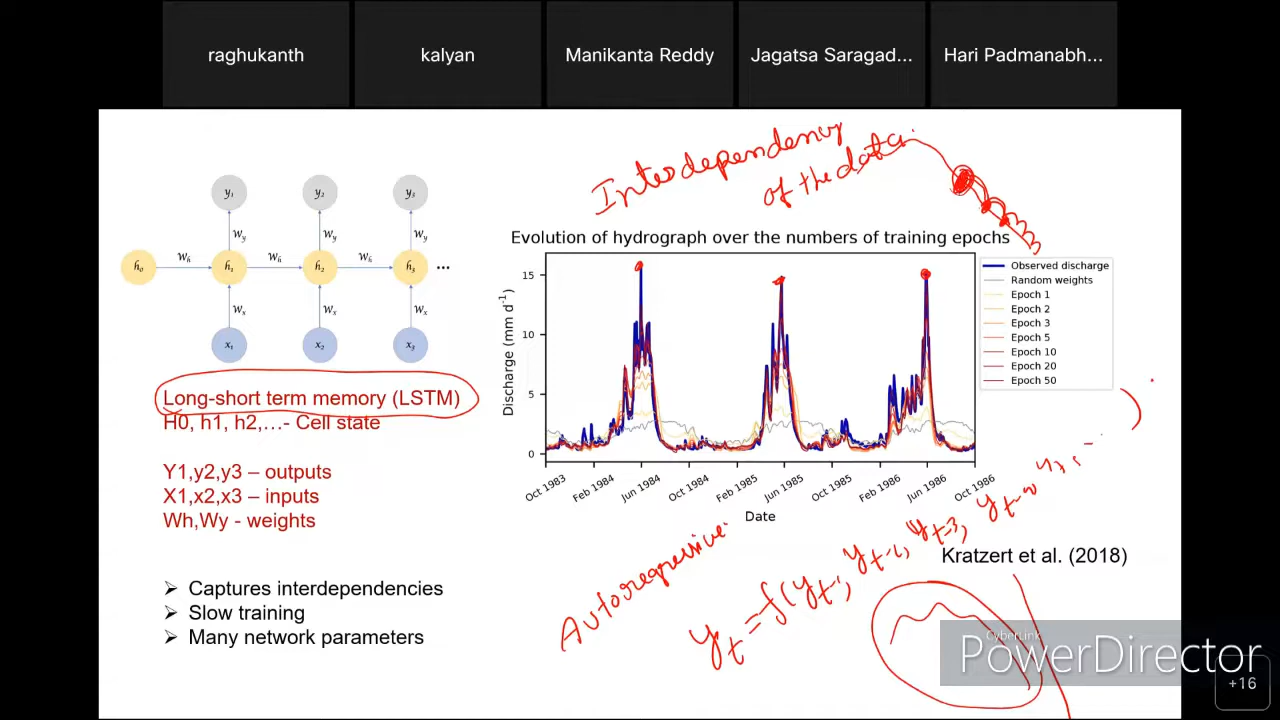 raghukanth
kalyan
Manikanta Reddy
Jagatsa Saragad...
Hari Padmanabh...
Interdependency
of the data.
y₁ y₂ y₃
wy wy wy
h₀ wh h₁ wh h₂ wh h₃ ...
wx wx wx
x₁ x₂ x₃
Long-short term memory (LSTM)
H0, h1, h2,…- Cell state
Y1,y2,y3 – outputs
X1,x2,x3 – inputs
Wh,Wy - weights
➢ Captures interdependencies
➢ Slow training
➢ Many network parameters
Evolution of hydrograph over the numbers of training epochs
Discharge (mm d⁻¹)
15
10
5
0
Oct 1983
Feb 1984
Jun 1984
Oct 1984
Feb 1985
Jun 1985
Oct 1985
Feb 1986
Jun 1986
Oct 1986
Date
Observed discharge
Random weights
Epoch 1
Epoch 2
Epoch 3
Epoch 5
Epoch 10
Epoch 20
Epoch 50
Kratzert et al. (2018)
Autoregressive
yt = f(yt-1,
yt-3,
CyberLink
PowerDirector
+16